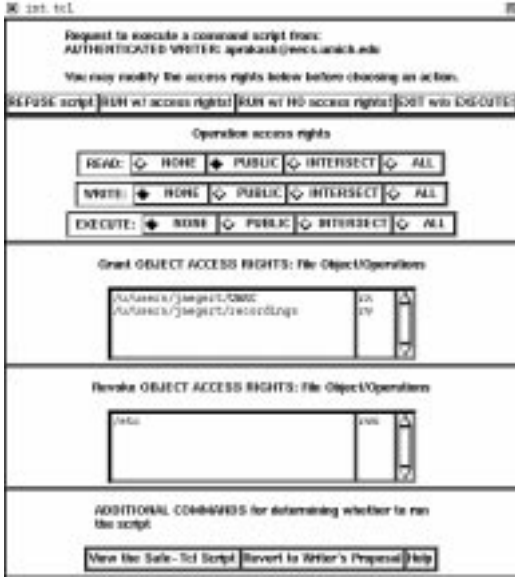 int.tcl
Request to execute a command script from:
AUTHENTICATED WRITER: aprakash@eecs.umich.edu
You may modify the access rights below before choosing an action.
REFUSE script RUN w/ access rights! RUN w/ NO access rights! EXIT w/o EXECUTE!
Operation access rights
READ: NONE PUBLIC INTERSECT ALL
WRITE: NONE PUBLIC INTERSECT ALL
EXECUTE: NONE PUBLIC INTERSECT ALL
Grant OBJECT ACCESS RIGHTS: File Object/Operations
/u/users/jaegert/
/u/users/jaegert/recordings rw
Revoke OBJECT ACCESS RIGHTS: File Object/Operations
/etc
ADDITIONAL COMMANDS for determining whether to run
the script
View the Safe-Tcl Script Revert to Writer's Proposal Help